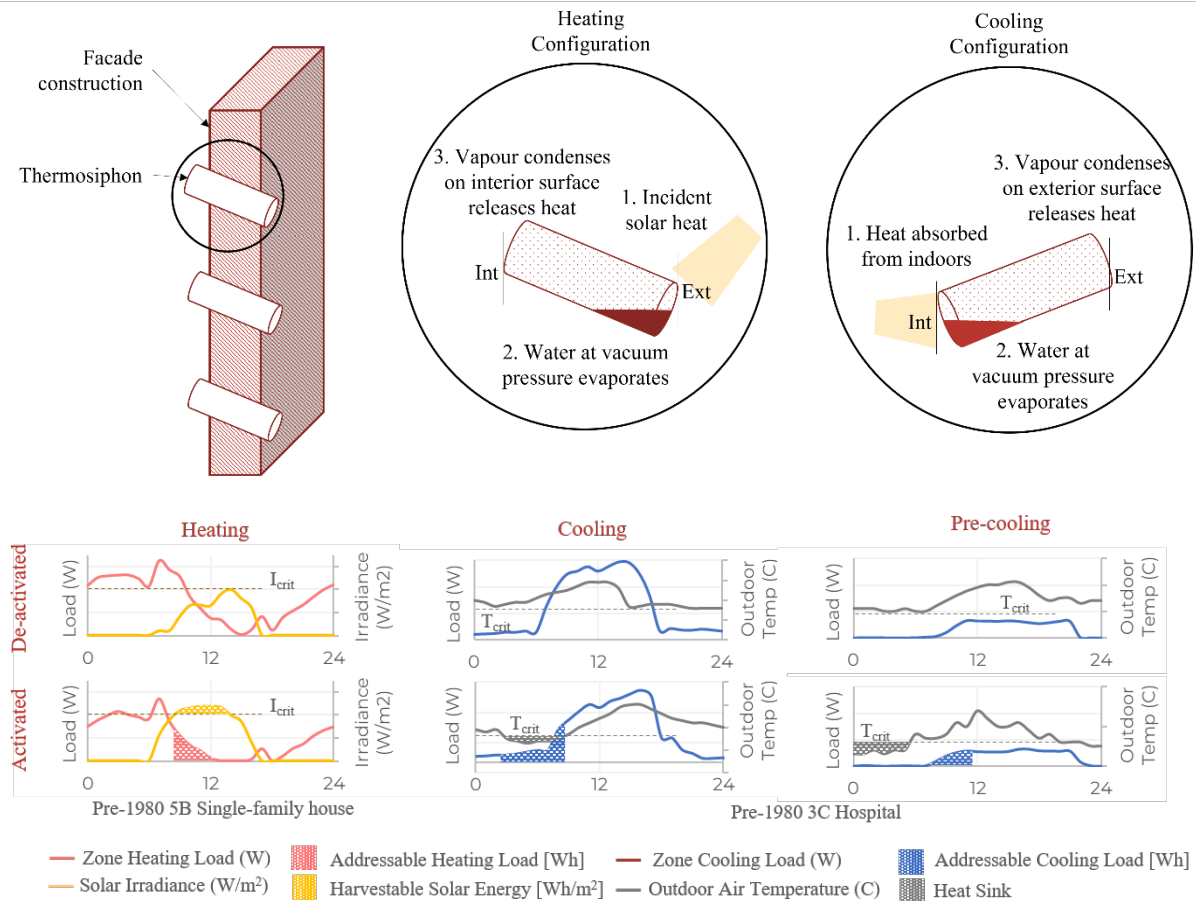 Heating
Configuration
Cooling
Configuration
Facade
construction
Thermosiphon
3. Vapour condenses
on interior surface
releases heat
1. Incident
solar heat
Int
Ext
2. Water at vacuum
pressure evaporates
3. Vapour condenses
on exterior surface
releases heat
1. Heat absorbed
from indoors
Int
Ext
2. Water at
vacuum pressure
evaporates
Heating
Cooling
Pre-cooling
De-activated
Load (W)
I_crit
Irradiance
(W/m2)
0
12
24
Load (W)
T_crit
Outdoor
Temp (C)
0
12
24
Load (W)
T_crit
Outdoor
Temp (C)
0
12
24
Activated
Load (W)
I_crit
Irradiance
(W/m2)
0
12
24
Load (W)
T_crit
Outdoor
Temp (C)
0
12
24
Load (W)
T_crit
Outdoor
Temp (C)
0
12
24
Pre-1980 5B Single-family house
Pre-1980 3C Hospital
Zone Heating Load (W)
Addressable Heating Load [Wh]
Zone Cooling Load (W)
Addressable Cooling Load [Wh]
Solar Irradiance (W/m²)
Harvestable Solar Energy [Wh/m²]
Outdoor Air Temperature (C)
Heat Sink